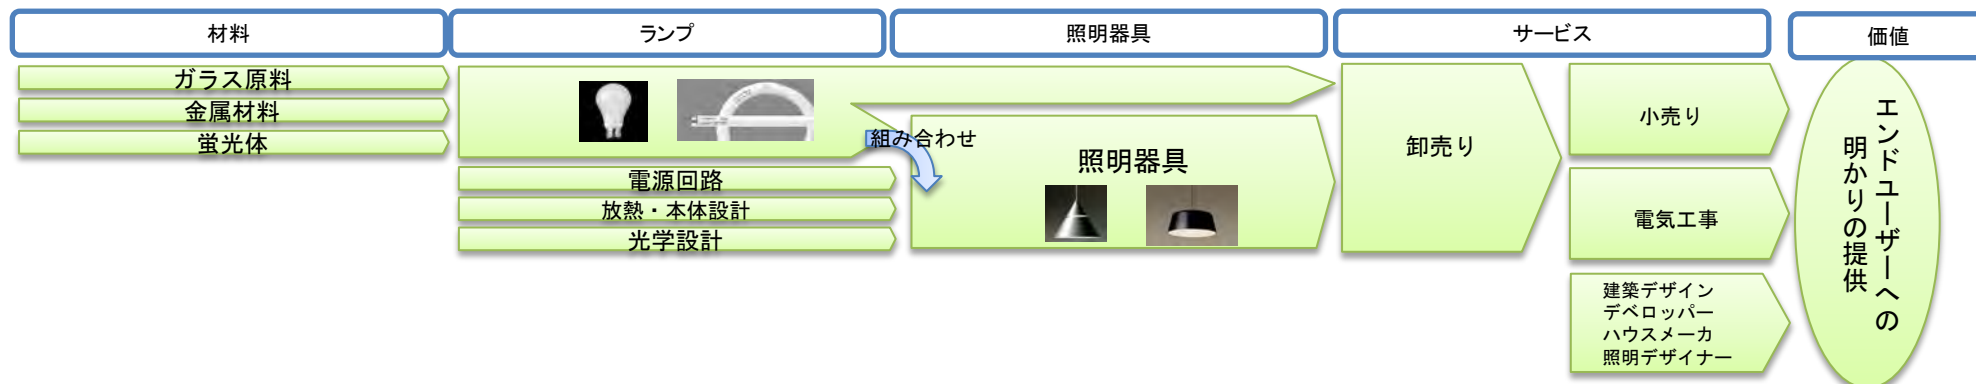 材料
ランプ
照明器具
サービス
価値
ガラス原料
金属材料
蛍光体
組み合わせ
電源回路
放熱・本体設計
光学設計
照明器具
卸売り
小売り
電気工事
建築デザイン
デベロッパー
ハウスメーカ
照明デザイナー
エンドユーザーへの
明かりの提供